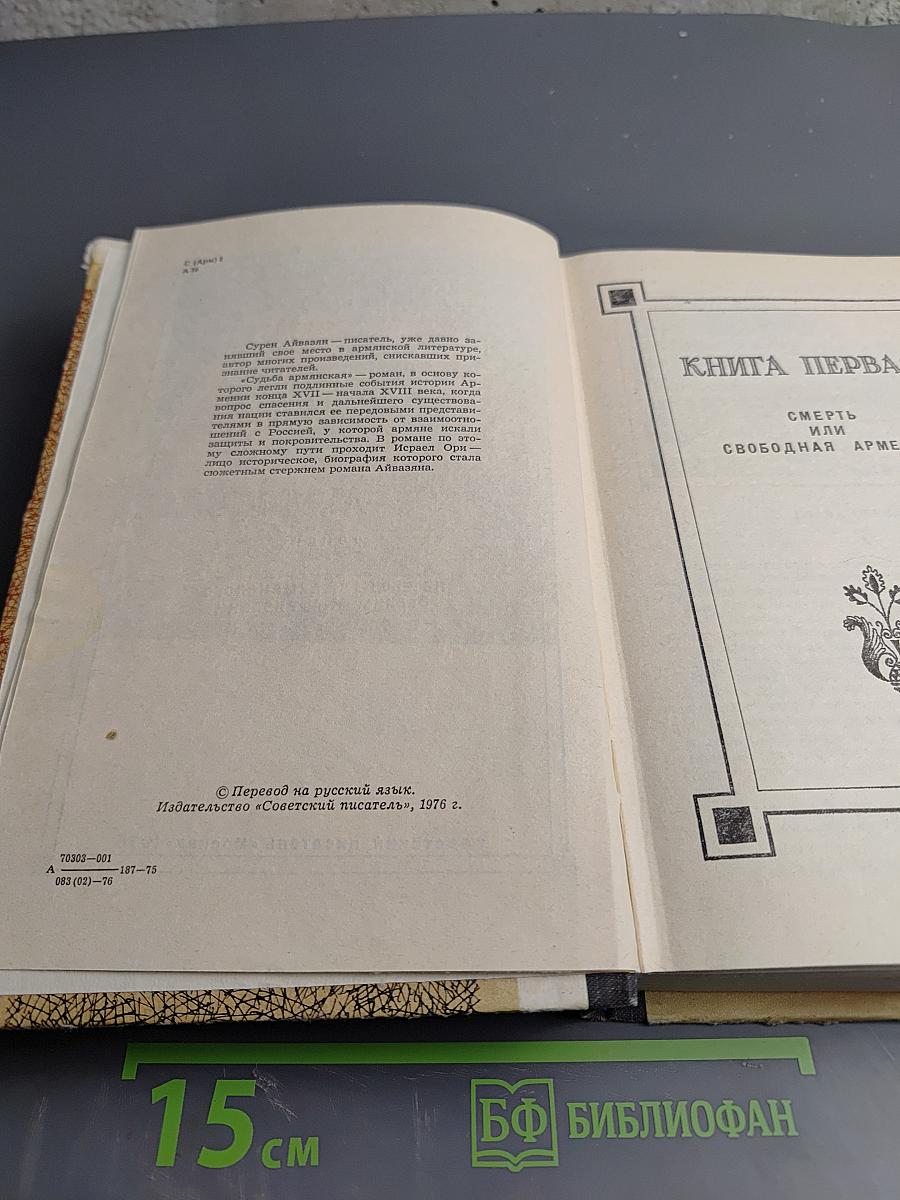 С (Арм) 2
Сурен Айвазян — писатель, уже давно за-
нявший свое место в армянской литературе,
автор многих произведений, снискавших при-
знание читателей.
«Судьба армянская» — роман, в основу ко-
торого легли подлинные события истории Ар-
мении конца XVII — начала XVIII века, когда
вопрос спасения и дальнейшего существова-
ния нации ставился ее передовыми представи-
телями в прямую зависимость от взаимоотно-
шений с Россией, у которой армяне искали
защиты и покровительства. В романе по это-
му сложному пути проходит Исраел Ори —
лицо историческое, биография которого стала
сюжетным стержнем романа Айвазяна.
© Перевод на русский язык.
Издательство «Советский писатель», 1976 г.
70303—001
А 187—75
083(02)—76
КНИГА ПЕРВА
СМЕРТЬ
ИЛИ
СВОБОДНАЯ АРМЕ
15 см
БФ БИБЛИОФАН